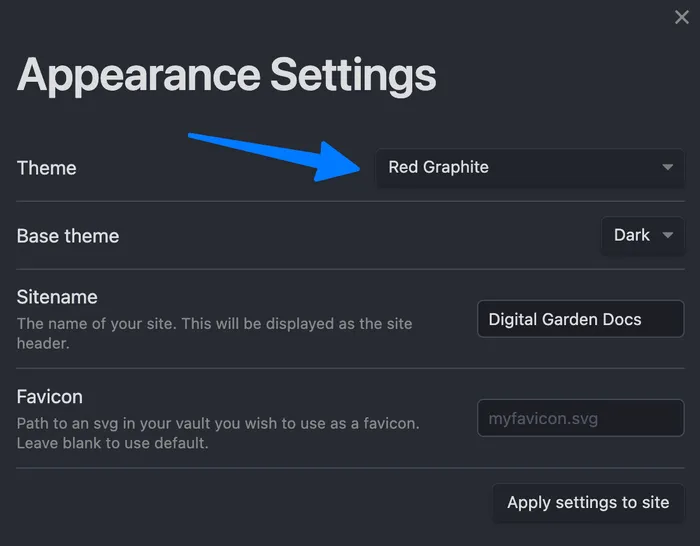 Appearance Settings
Theme
Red Graphite
Base theme
Dark
Sitename
The name of your site. This will be displayed as the site
header.
Digital Garden Docs
Favicon
Path to an svg in your vault you wish to use as a favicon.
Leave blank to use default.
myfavicon.svg
Apply settings to site